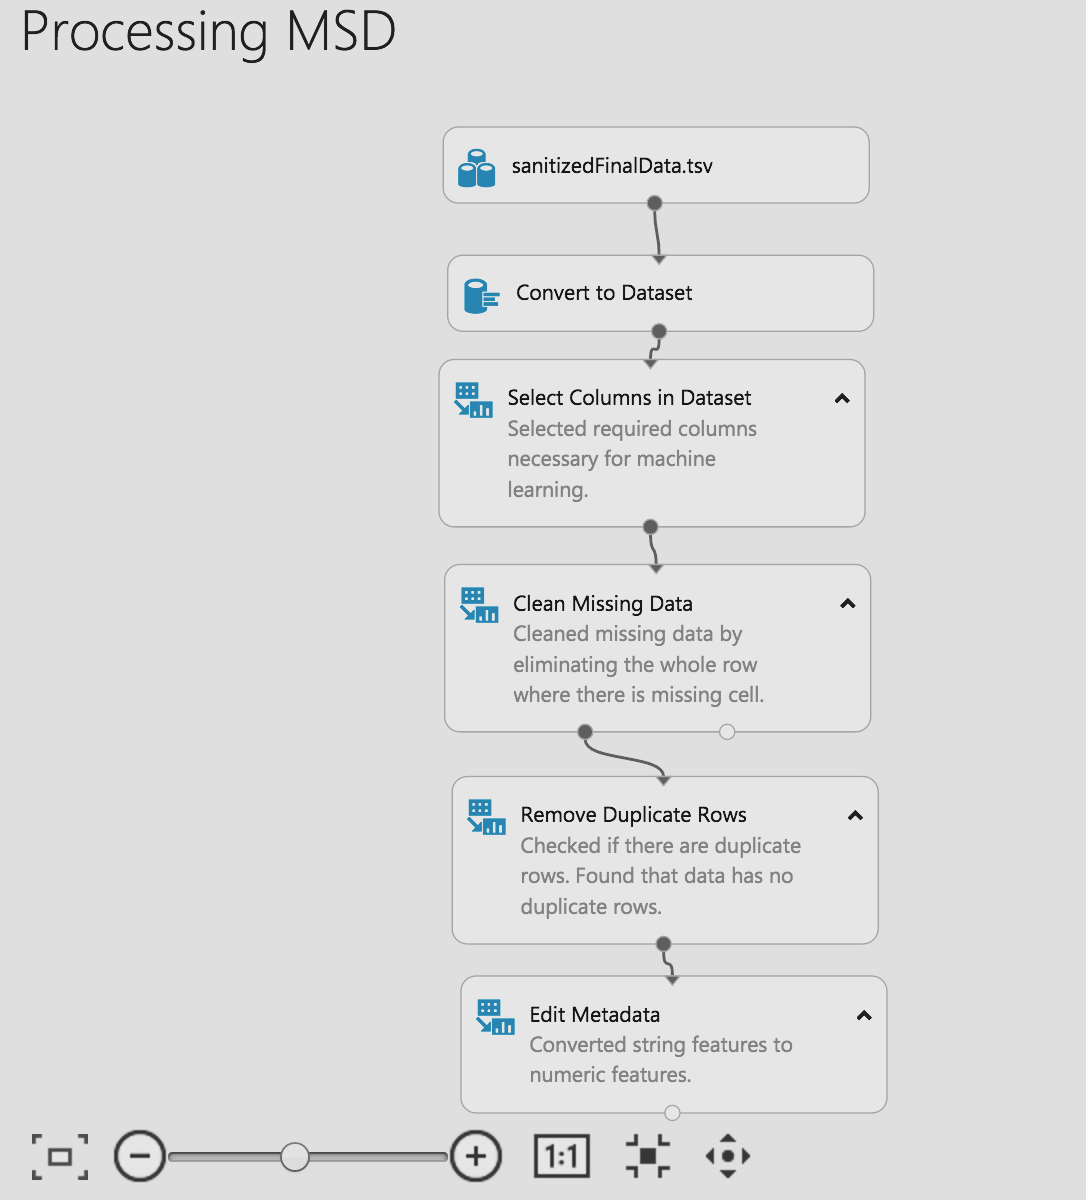 Processing MSD
sanitizedFinalData.tsv
Convert to Dataset
Select Columns in Dataset
Selected required columns
necessary for machine
learning.
Clean Missing Data
Cleaned missing data by
eliminating the whole row
where there is missing cell.
Remove Duplicate Rows
Checked if there are duplicate
rows. Found that data has no
duplicate rows.
Edit Metadata
Converted string features to
numeric features.
1:1